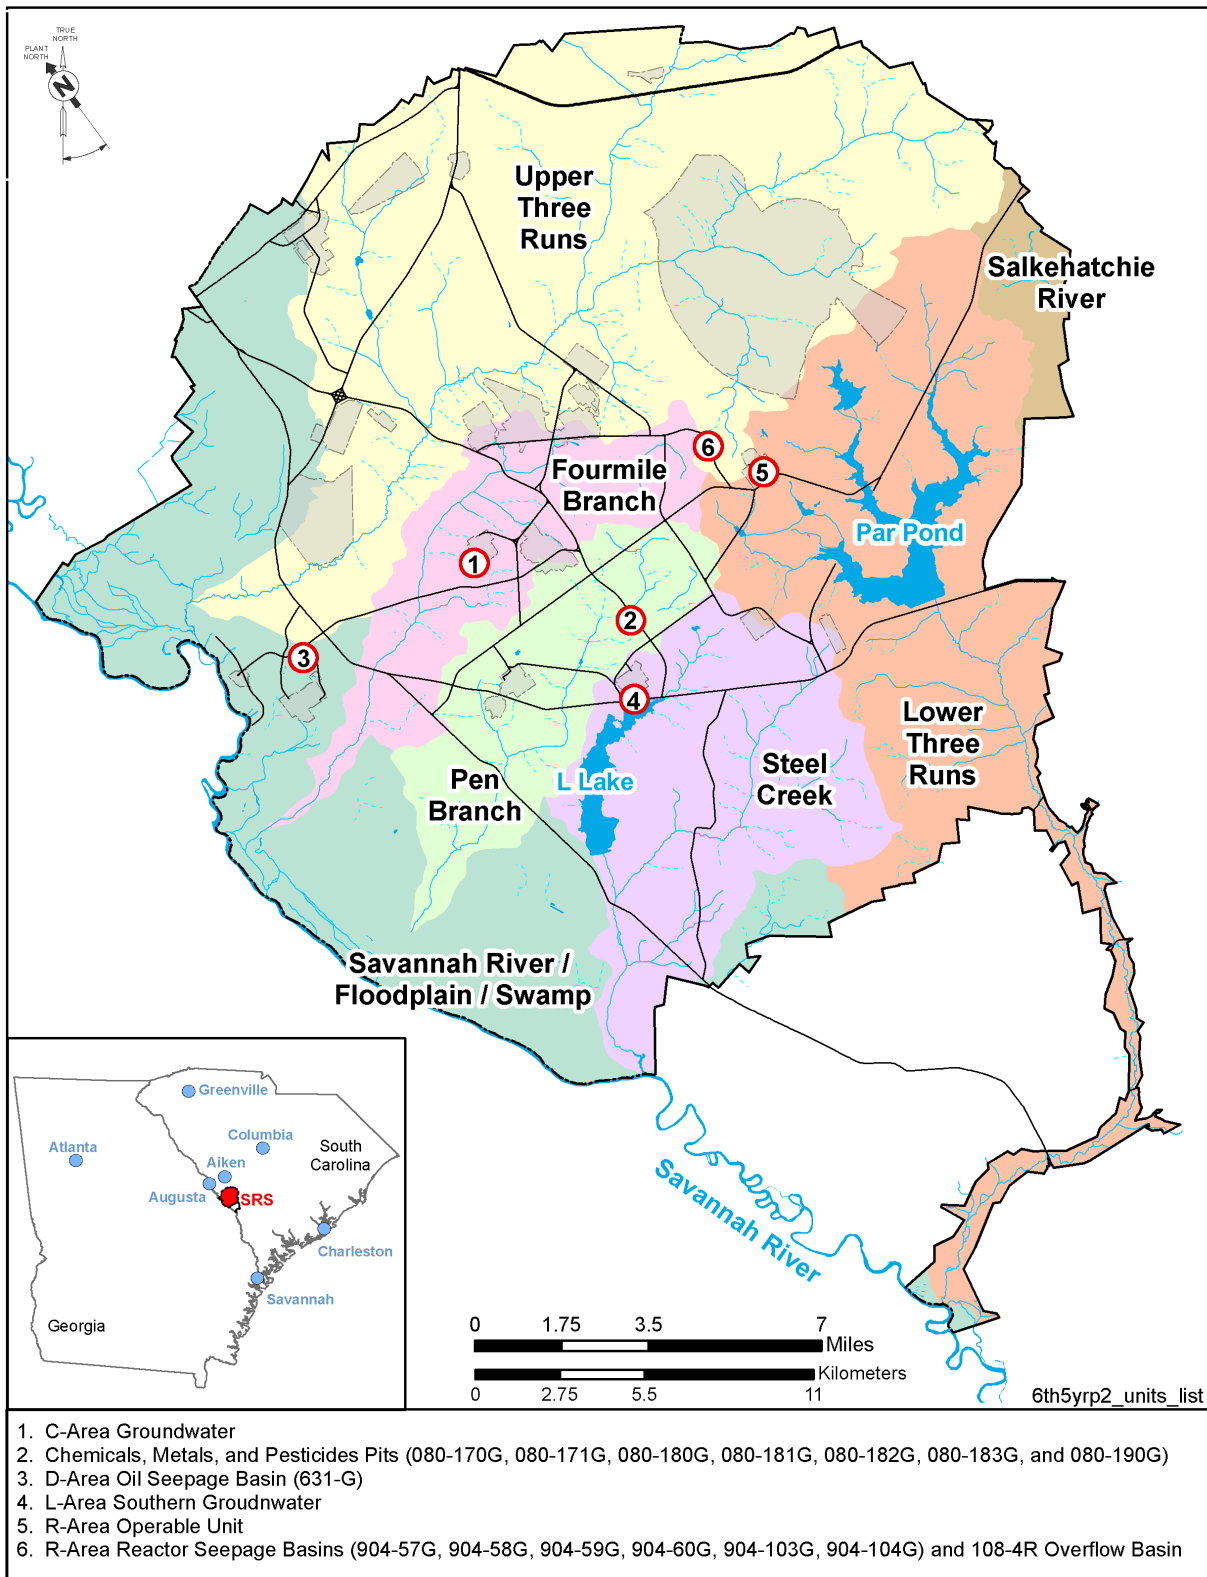 TRUE
NORTH
PLANT
NORTH
N
Upper
Three
Runs
Salkehatchie
River
6
Fourmile
Branch
5
Par Pond
1
2
3
4
Lower
Three
Runs
Steel
Creek
L Lake
Pen
Branch
Savannah River /
Floodplain / Swamp
Savannah River
Greenville
Atlanta
Columbia
South
Carolina
Aiken
Augusta
SRS
Charleston
Savannah
Georgia
0 1.75 3.5 7
Miles
Kilometers
0 2.75 5.5 11
6th5yrp2_units_list
1. C-Area Groundwater
2. Chemicals, Metals, and Pesticides Pits (080-170G, 080-171G, 080-180G, 080-181G, 080-182G, 080-183G, and 080-190G)
3. D-Area Oil Seepage Basin (631-G)
4. L-Area Southern Groudnwater
5. R-Area Operable Unit
6. R-Area Reactor Seepage Basins (904-57G, 904-58G, 904-59G, 904-60G, 904-103G, 904-104G) and 108-4R Overflow Basin